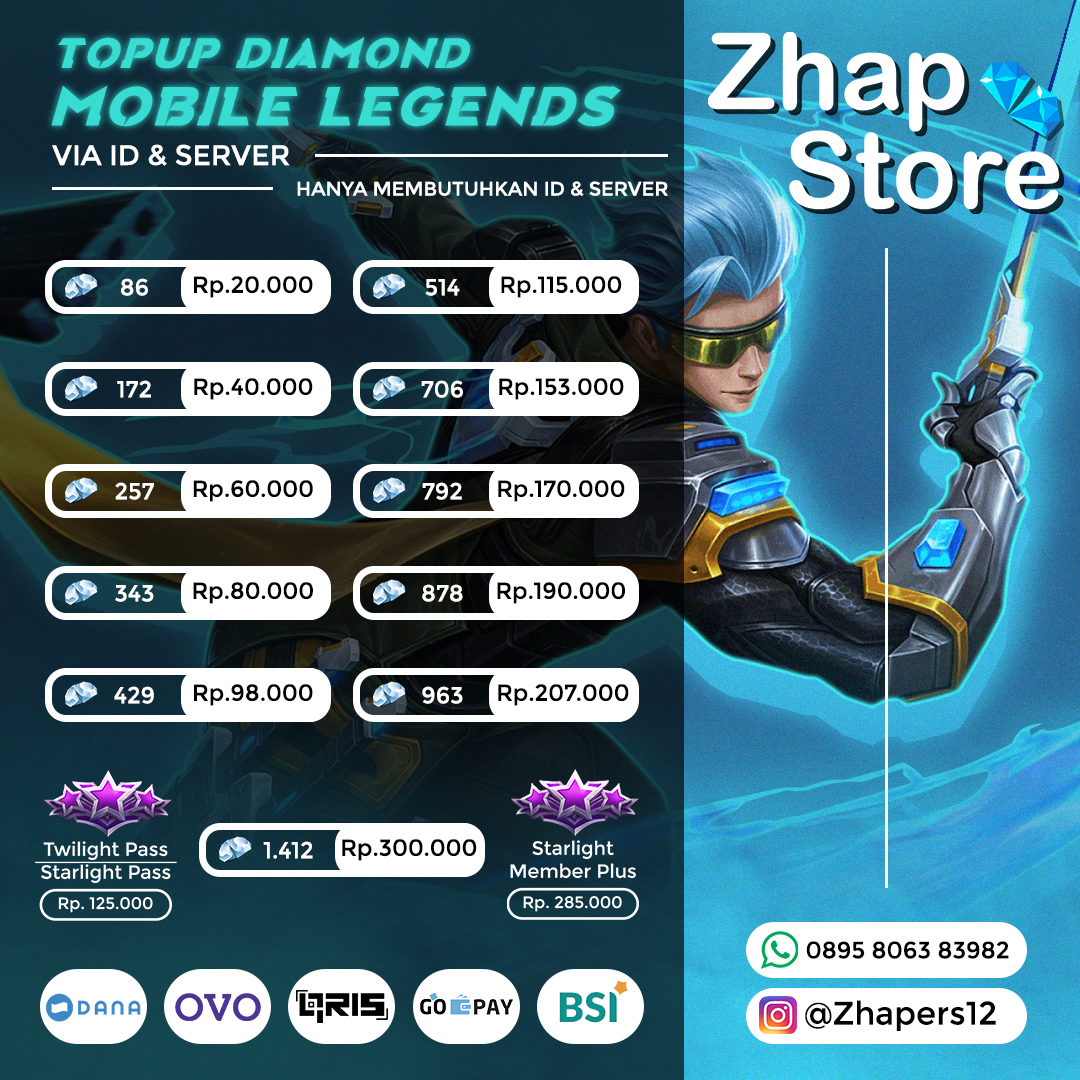 TOPUP DIAMOND
MOBILE LEGENDS
VIA ID & SERVER
HANYA MEMBUTUHKAN ID & SERVER
Zhap
Store
86 Rp.20.000
514 Rp.115.000
172 Rp.40.000
706 Rp.153.000
257 Rp.60.000
792 Rp.170.000
343 Rp.80.000
878 Rp.190.000
429 Rp.98.000
963 Rp.207.000
Twilight Pass
Starlight Pass
Rp. 125.000
1.412 Rp.300.000
Starlight
Member Plus
Rp. 285.000
DANA
OVO
QRIS
GO PAY
BSI
0895 8063 83982
@Zhapers12